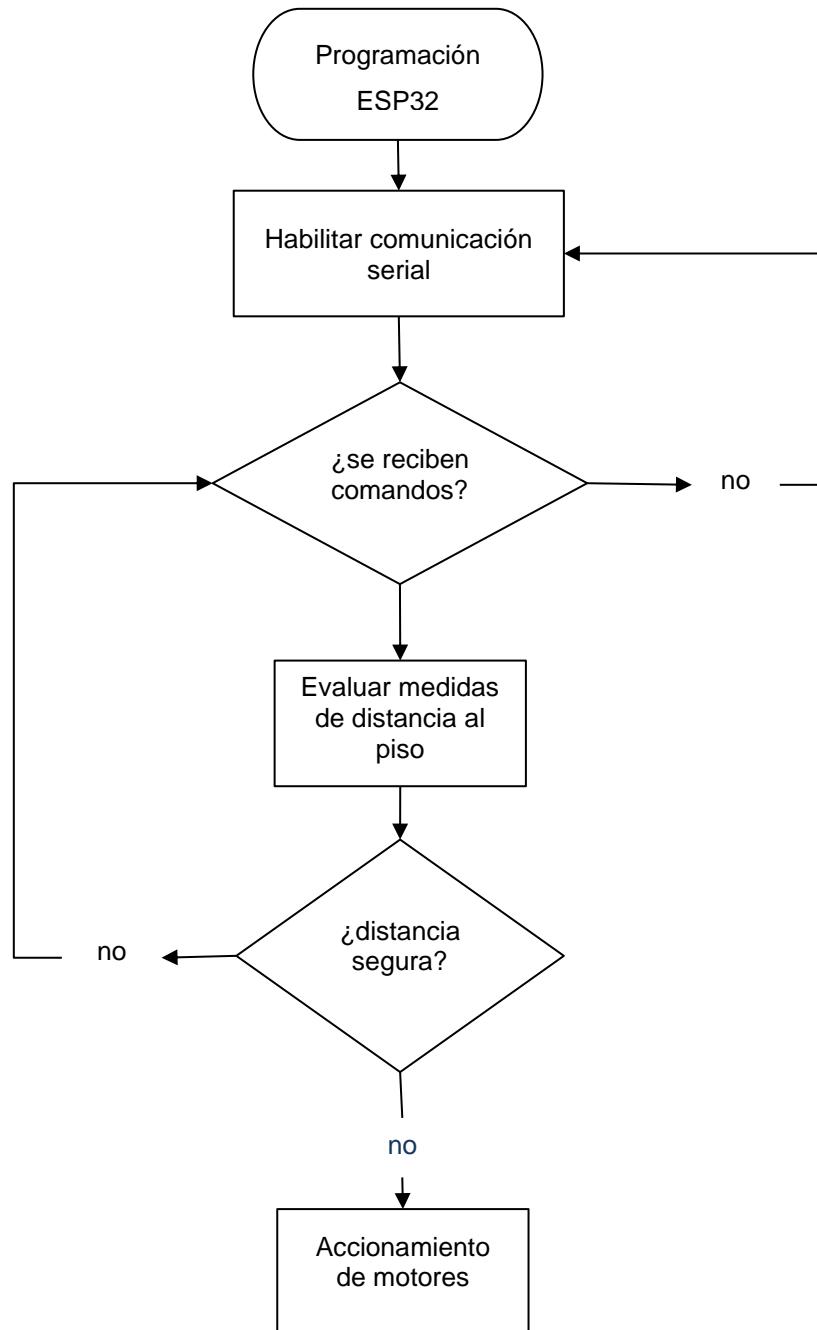 Programación
ESP32
Habilitar comunicación
serial
¿se reciben
comandos?
no
Evaluar medidas
de distancia al
piso
¿distancia
segura?
no
no
Accionamiento
de motores